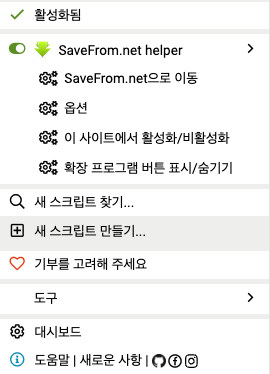 활성화됨
SaveFrom.net helper
SaveFrom.net으로 이동
옵션
이 사이트에서 활성화/비활성화
확장 프로그램 버튼 표시/숨기기
새 스크립트 찾기...
새 스크립트 만들기...
기부를 고려해 주세요
도구
대시보드
도움말 | 새로운 사항 |